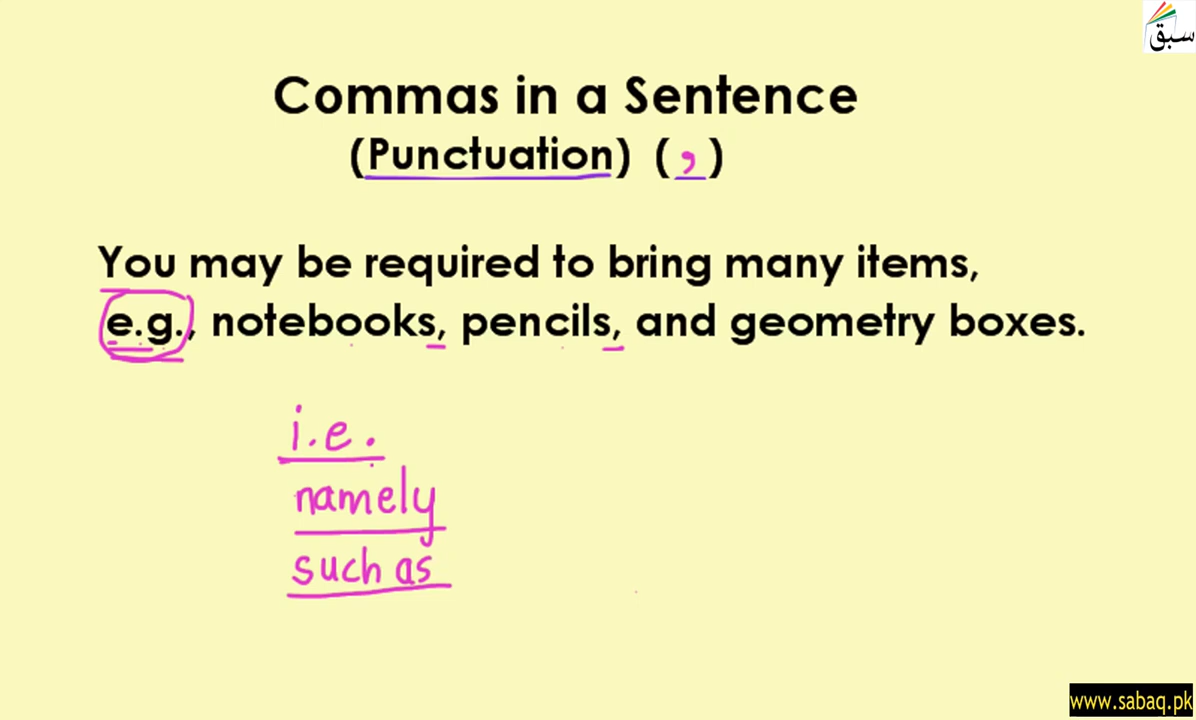 سبق
Commas in a Sentence
(Punctuation) (,)
You may be required to bring many items,
e.g., notebooks, pencils, and geometry boxes.
i.e.
namely
such as
www.sabaq.pk